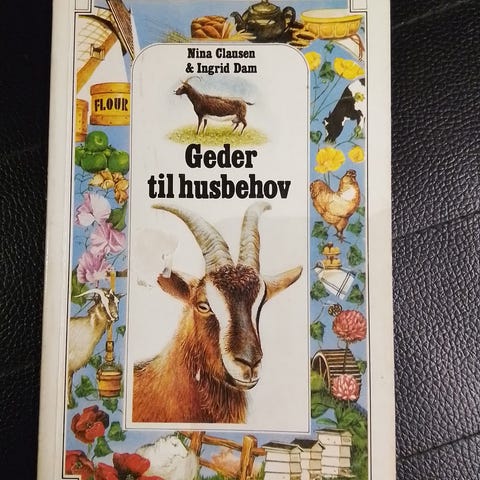 Nina Clausen
& Ingrid Dam
FLOUR
Geder
til husbehov